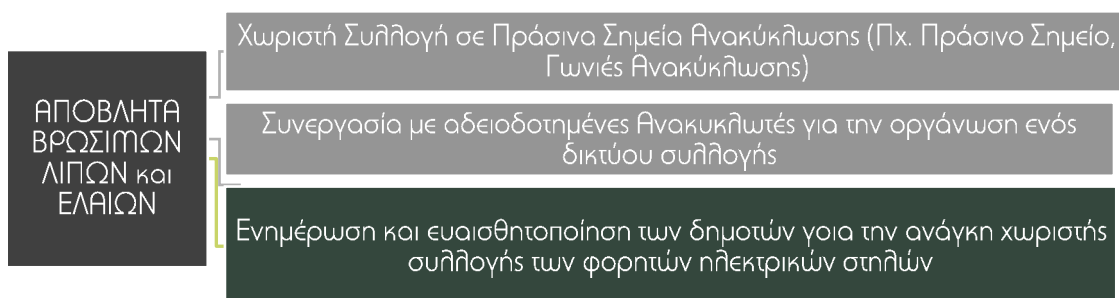 ΑΠΟΒΛΗΤΑ
ΒΡΩΣΙΜΩΝ
ΛΙΠΩΝ και
ΕΛΑΙΩΝ
Χωριστή Συλλογή σε Πράσινα Σημεία Ανακύκλωσης (Πχ. Πράσινο Σημείο,
Γωνιές Ανακύκλωσης)
Συνεργασία με αδειοδοτημένες Ανακυκλωτές για την οργάνωση ενός
δικτύου συλλογής
Ενημέρωση και ευαισθητοποίηση των δημοτών γοια την ανάγκη χωριστής
συλλογής των φορητών ηλεκτρικών στηλών